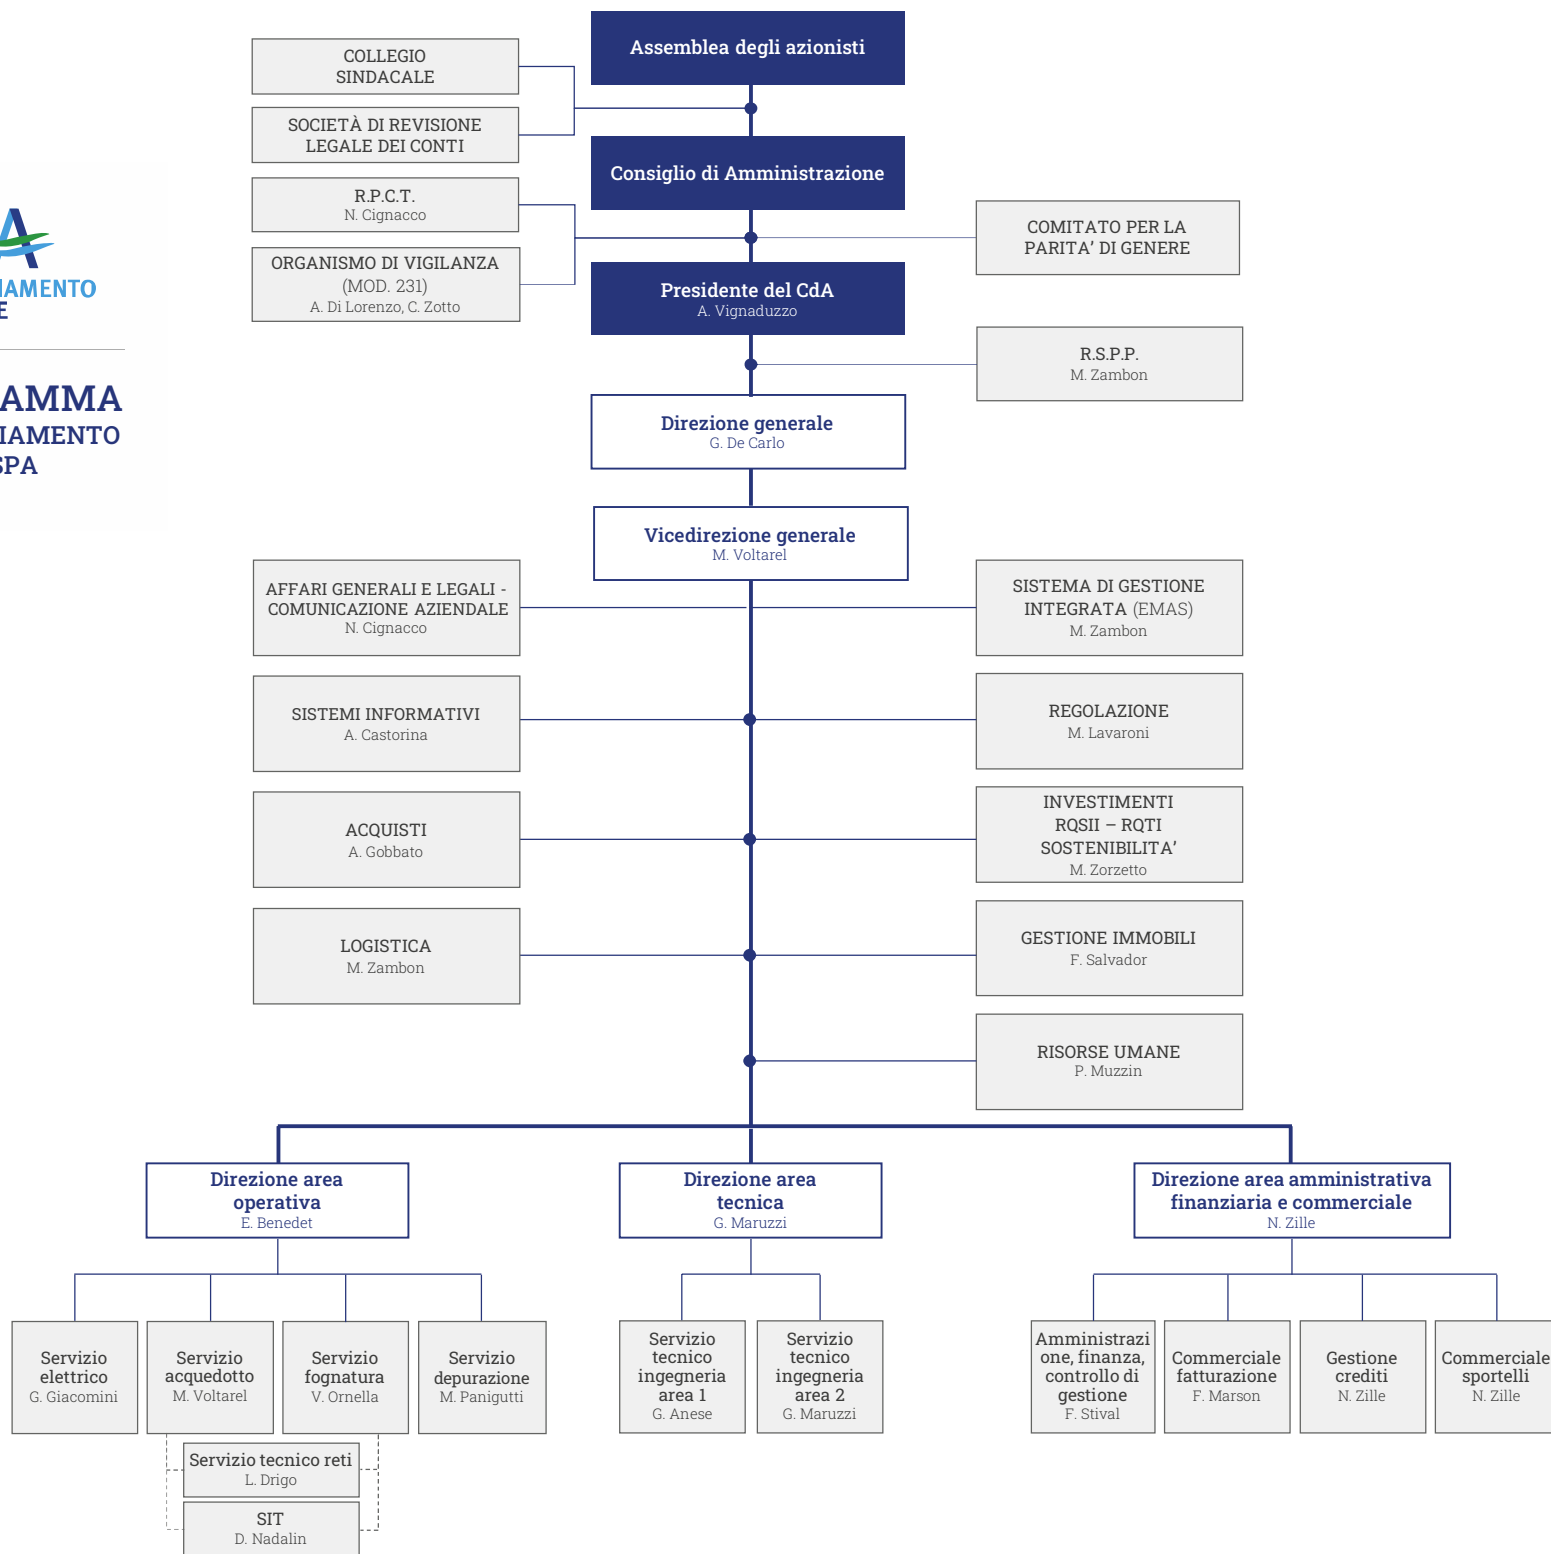 Assemblea degli azionisti
COLLEGIO
SINDACALE
SOCIETÀ DI REVISIONE
LEGALE DEI CONTI
Consiglio di Amministrazione
R.P.C.T.
N. Cignacco
ORGANISMO DI VIGILANZA
(MOD. 231)
A. Di Lorenzo, C. Zotto
COMITATO PER LA
PARITA’ DI GENERE
Presidente del CdA
A. Vignaduzzo
R.S.P.P.
M. Zambon
A
IAMENTO
E
AMMA
IAMENTO
SPA
Direzione generale
G. De Carlo
Vicedirezione generale
M. Voltarel
AFFARI GENERALI E LEGALI -
COMUNICAZIONE AZIENDALE
N. Cignacco
SISTEMA DI GESTIONE
INTEGRATA (EMAS)
M. Zambon
SISTEMI INFORMATIVI
A. Castorina
REGOLAZIONE
M. Lavaroni
ACQUISTI
A. Gobbato
INVESTIMENTI
RQSII – RQTI
SOSTENIBILITA’
M. Zorzetto
LOGISTICA
M. Zambon
GESTIONE IMMOBILI
F. Salvador
RISORSE UMANE
P. Muzzin
Direzione area
operativa
E. Benedet
Direzione area
tecnica
G. Maruzzi
Direzione area amministrativa
finanziaria e commerciale
N. Zille
Servizio
elettrico
G. Giacomini
Servizio
acquedotto
M. Voltarel
Servizio
fognatura
V. Ornella
Servizio
depurazione
M. Panigutti
Servizio
tecnico
ingegneria
area 1
G. Anese
Servizio
tecnico
ingegneria
area 2
G. Maruzzi
Amministrazi
one, finanza,
controllo di
gestione
F. Stival
Commerciale
fatturazione
F. Marson
Gestione
crediti
N. Zille
Commerciale
sportelli
N. Zille
Servizio tecnico reti
L. Drigo
SIT
D. Nadalin